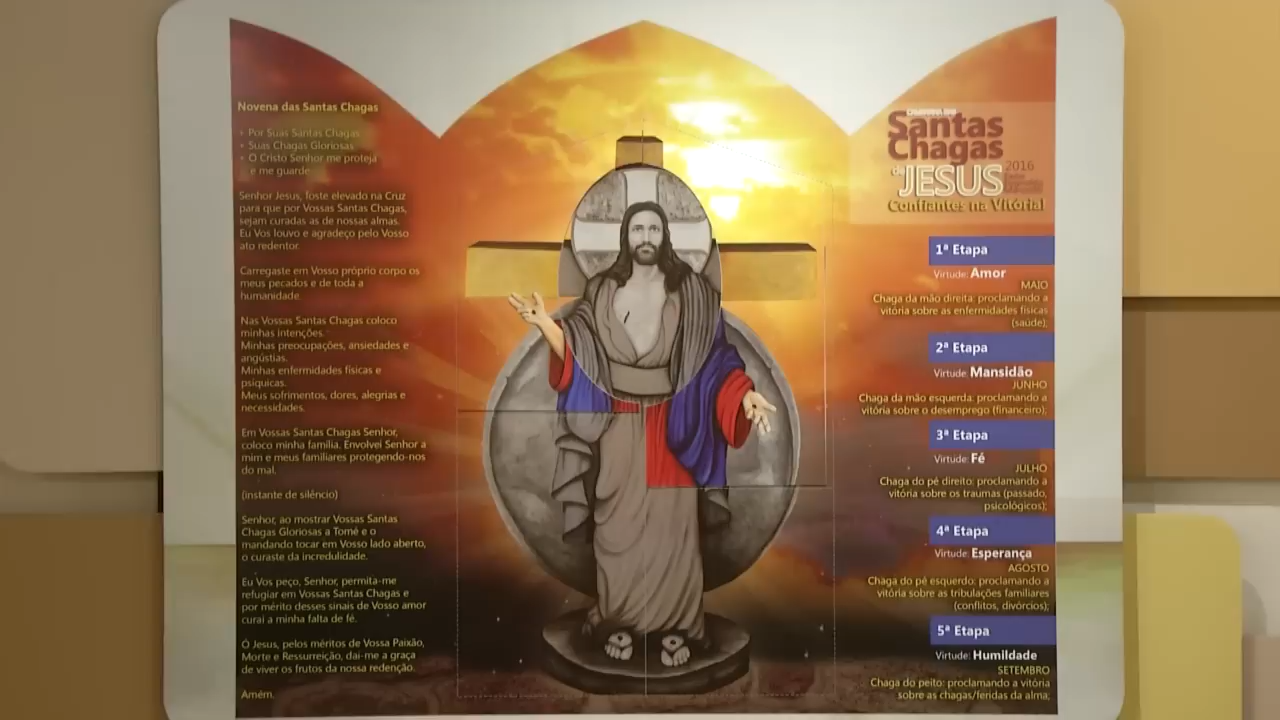 Novena das Santas Chagas
• Por Suas Santas Chagas
• Suas Chagas Gloriosas
• O Cristo Senhor me proteja
e me guarde
Senhor Jesus, foste elevado na Cruz
para que por Vossas Santas Chagas,
sejam curadas as de nossas almas.
Eu Vos louvo e agradeço pelo Vosso
ato redentor.
Carregaste em Vosso próprio corpo os
meus pecados e de toda a
humanidade.
Nas Vossas Santas Chagas coloco
minhas intenções.
Minhas preocupações, ansiedades e
angústias.
Minhas enfermidades físicas e
psíquicas.
Meus sofrimentos, dores, alegrias e
necessidades.
Em Vossas Santas Chagas Senhor,
coloco minha família. Envolvei Senhor a
mim e meus familiares protegendo-nos
do mal.
(instante de silêncio)
Senhor, ao mostrar Vossas Santas
Chagas Gloriosas a Tomé e o
mandando tocar em Vosso lado aberto,
o curaste da incredulidade.
Eu Vos peço, Senhor, permita-me
refugiar em Vossas Santas Chagas e
por mérito desses sinais de Vosso amor
curai a minha falta de fé.
Ó Jesus, pelos méritos de Vossa Paixão,
Morte e Ressurreição, dai-me a graça
de viver os frutos da nossa redenção.
Amém.
Santas
Chagas
de JESUS
2016
Confiantes na Vitória!
1ª Etapa
Virtude: Amor
MAIO
Chaga da mão direita: proclamando a
vitória sobre as enfermidades físicas
(saúde);
2ª Etapa
Virtude: Mansidão
JUNHO
Chaga da mão esquerda: proclamando a
vitória sobre o desemprego (financeiro);
3ª Etapa
Virtude: Fé
JULHO
Chaga do pé direito: proclamando a
vitória sobre os traumas (passado,
psicológicos);
4ª Etapa
Virtude: Esperança
AGOSTO
Chaga do pé esquerdo: proclamando a
vitória sobre as tribulações familiares
(conflitos, divórcios);
5ª Etapa
Virtude: Humildade
SETEMBRO
Chaga do peito: proclamando a vitória
sobre as chagas/feridas da alma;